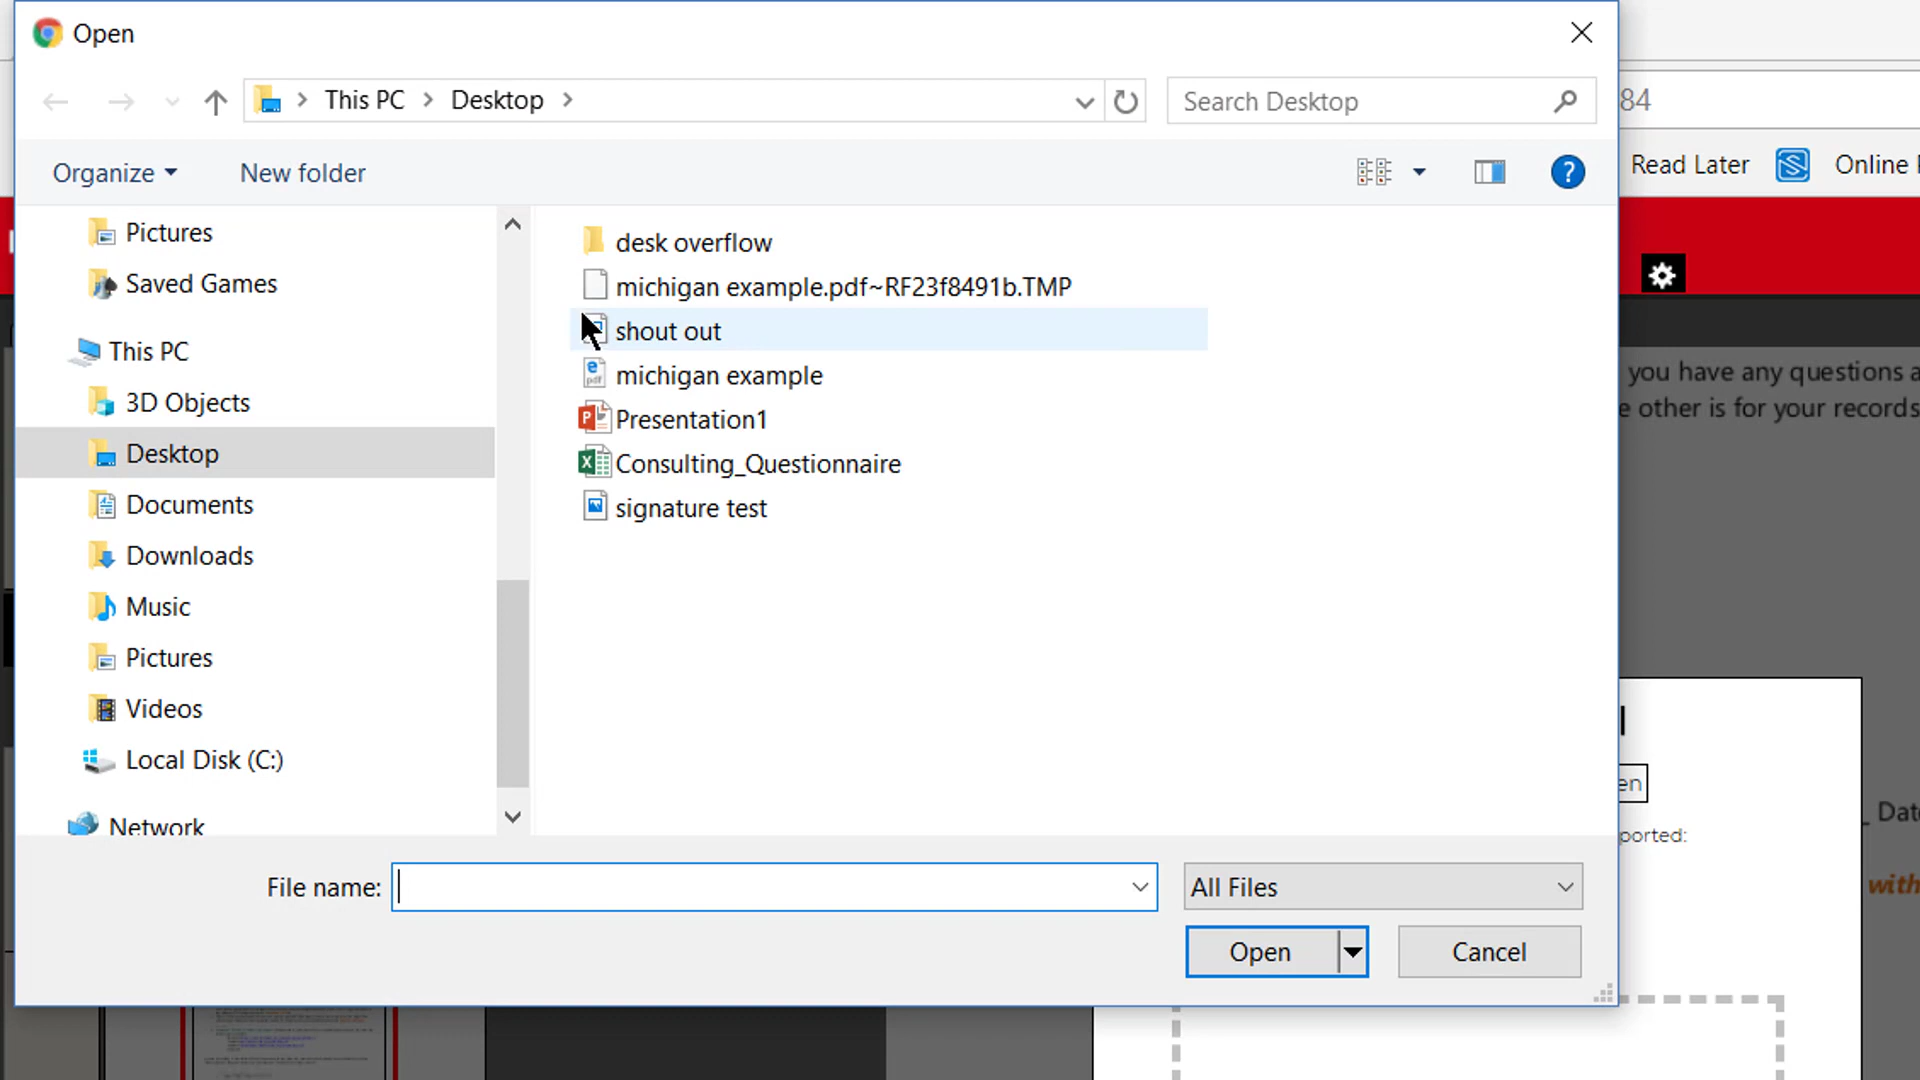 Open
This PC
Desktop
Search Desktop
84
Organize
New folder
?
Read Later
Online
Pictures
Saved Games
This PC
3D Objects
Desktop
Documents
Downloads
Music
Pictures
Videos
Local Disk (C:)
Network
desk overflow
michigan example.pdf~RF23f8491b.TMP
shout out
michigan example
Presentation1
Consulting_Questionnaire
signature test
you have any questions a
e other is for your records
en
ported:
Date
with
File name:
All Files
Open
Cancel